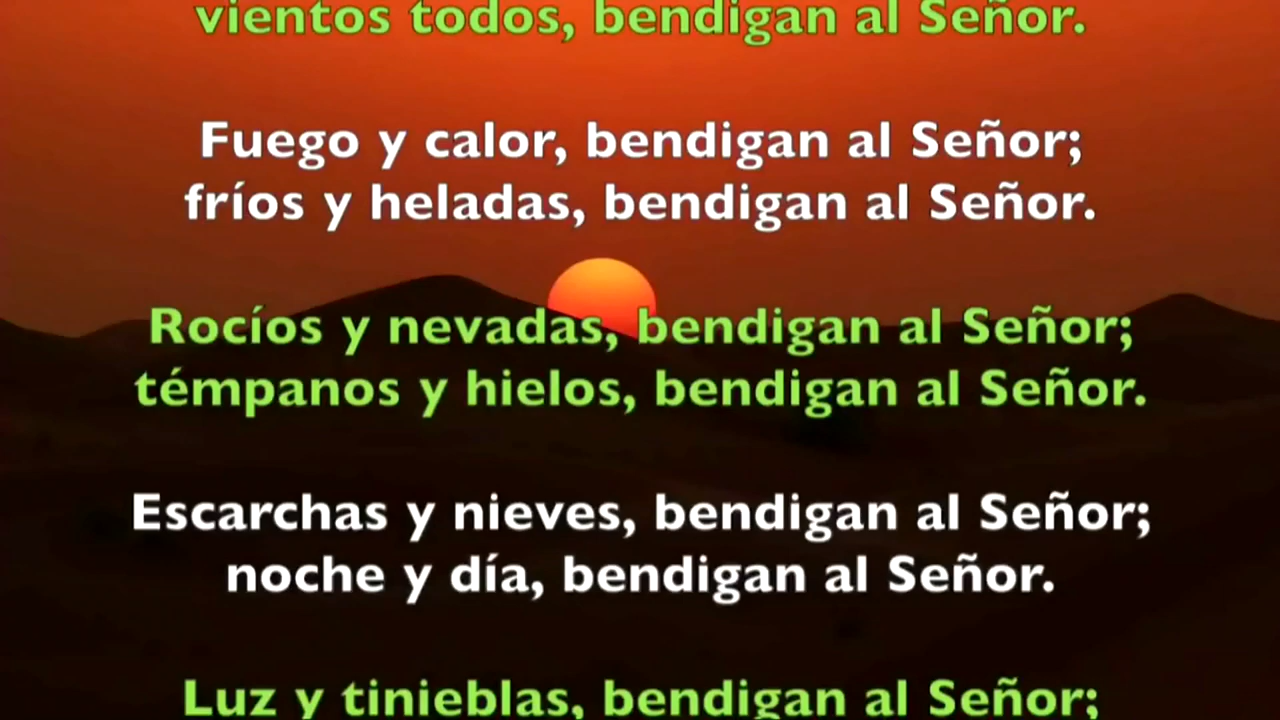 vientos todos, bendigan al Señor.
Fuego y calor, bendigan al Señor;
fríos y heladas, bendigan al Señor.
Rocíos y nevadas, bendigan al Señor;
témpanos y hielos, bendigan al Señor.
Escarchas y nieves, bendigan al Señor;
noche y día, bendigan al Señor.
Luz y tinieblas, bendigan al Señor;